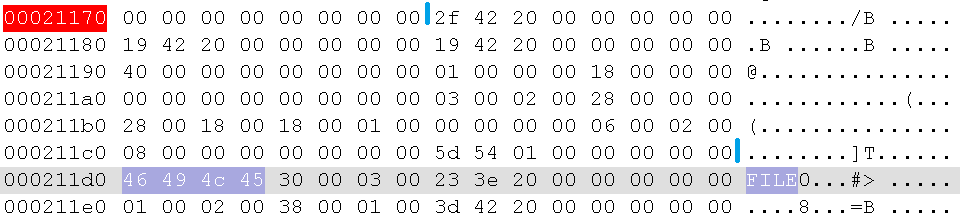 00021170 00 00 00 00 00 00 00 00 2f 42 20 00 00 00 00 00 ......../B .....
00021180 19 42 20 00 00 00 00 00 19 42 20 00 00 00 00 00 .B ......B .....
00021190 40 00 00 00 00 00 00 00 01 00 00 00 18 00 00 00 @...............
000211a0 00 00 00 00 00 00 00 00 03 00 02 00 28 00 00 00 ............(...
000211b0 28 00 18 00 18 00 01 00 00 00 00 00 06 00 02 00 (...............
000211c0 08 00 00 00 00 00 00 00 5d 54 01 00 00 00 00 00 ........]T......
000211d0 46 49 4c 45 30 00 03 00 23 3e 20 00 00 00 00 00 FILE0...#> .....
000211e0 01 00 02 00 38 00 01 00 3d 42 20 00 00 00 00 00 ....8...=B .....